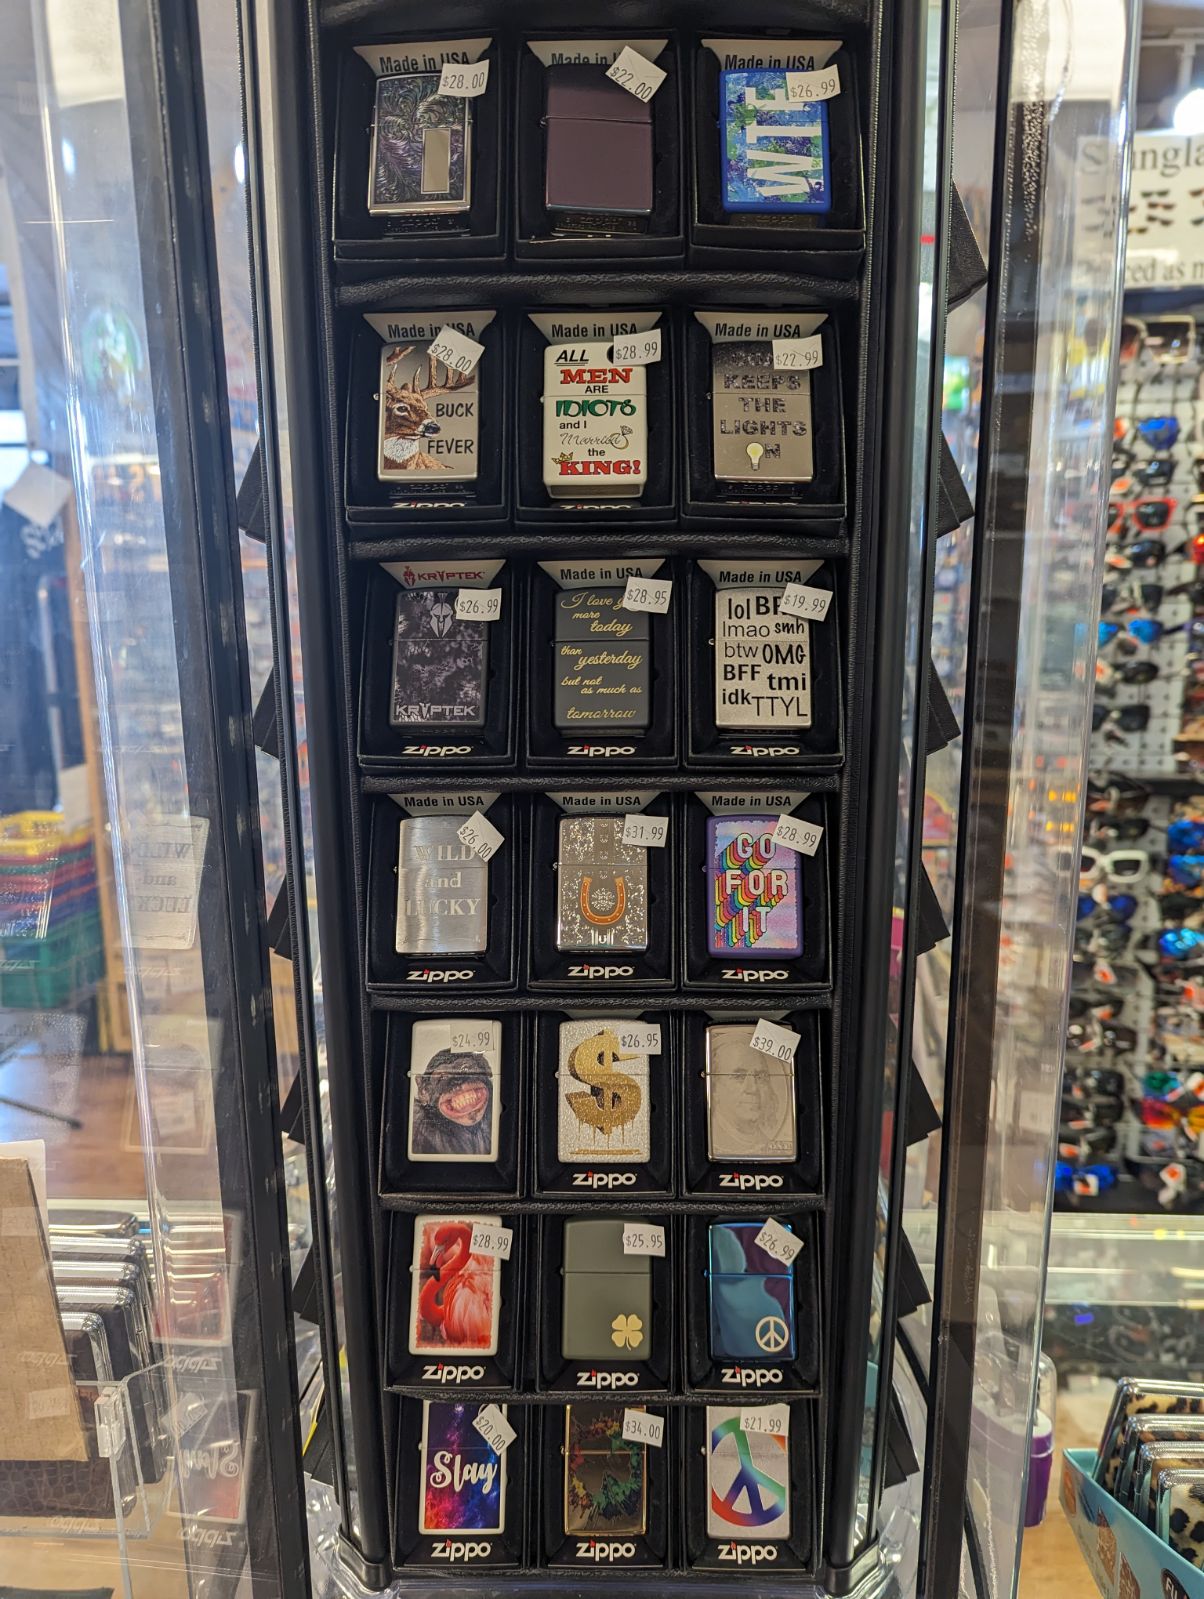 Made in USA
$28.00
Made in USA
$22.00
Made in USA
$26.99
WTF
Made in USA
$28.00
BUCK
FEVER
Made in USA
$28.99
ALL
MEN
ARE
IDIOTS
and I
Married
the
KING!
Made in USA
$22.99
KEEPS
THE
LIGHTS
ON
KRYPTEK
$26.99
KRYPTEK
zippo
Made in USA
$28.95
I love
more
today
than
yesterday
but not
as much as
tomorrow
zippo
Made in USA
$19.99
lol
lmao smh
btw OMG
BFF tmi
idk TTYL
zippo
Made in USA
$26.00
WILD
and
LUCKY
zippo
Made in USA
$31.99
zippo
Made in USA
$28.99
GO
FOR
IT
zippo
$24.99
$26.95
$
zippo
$39.00
zippo
$28.99
zippo
$25.95
zippo
$26.99
zippo
$20.00
Slay
zippo
$34.00
zippo
$21.99
zippo